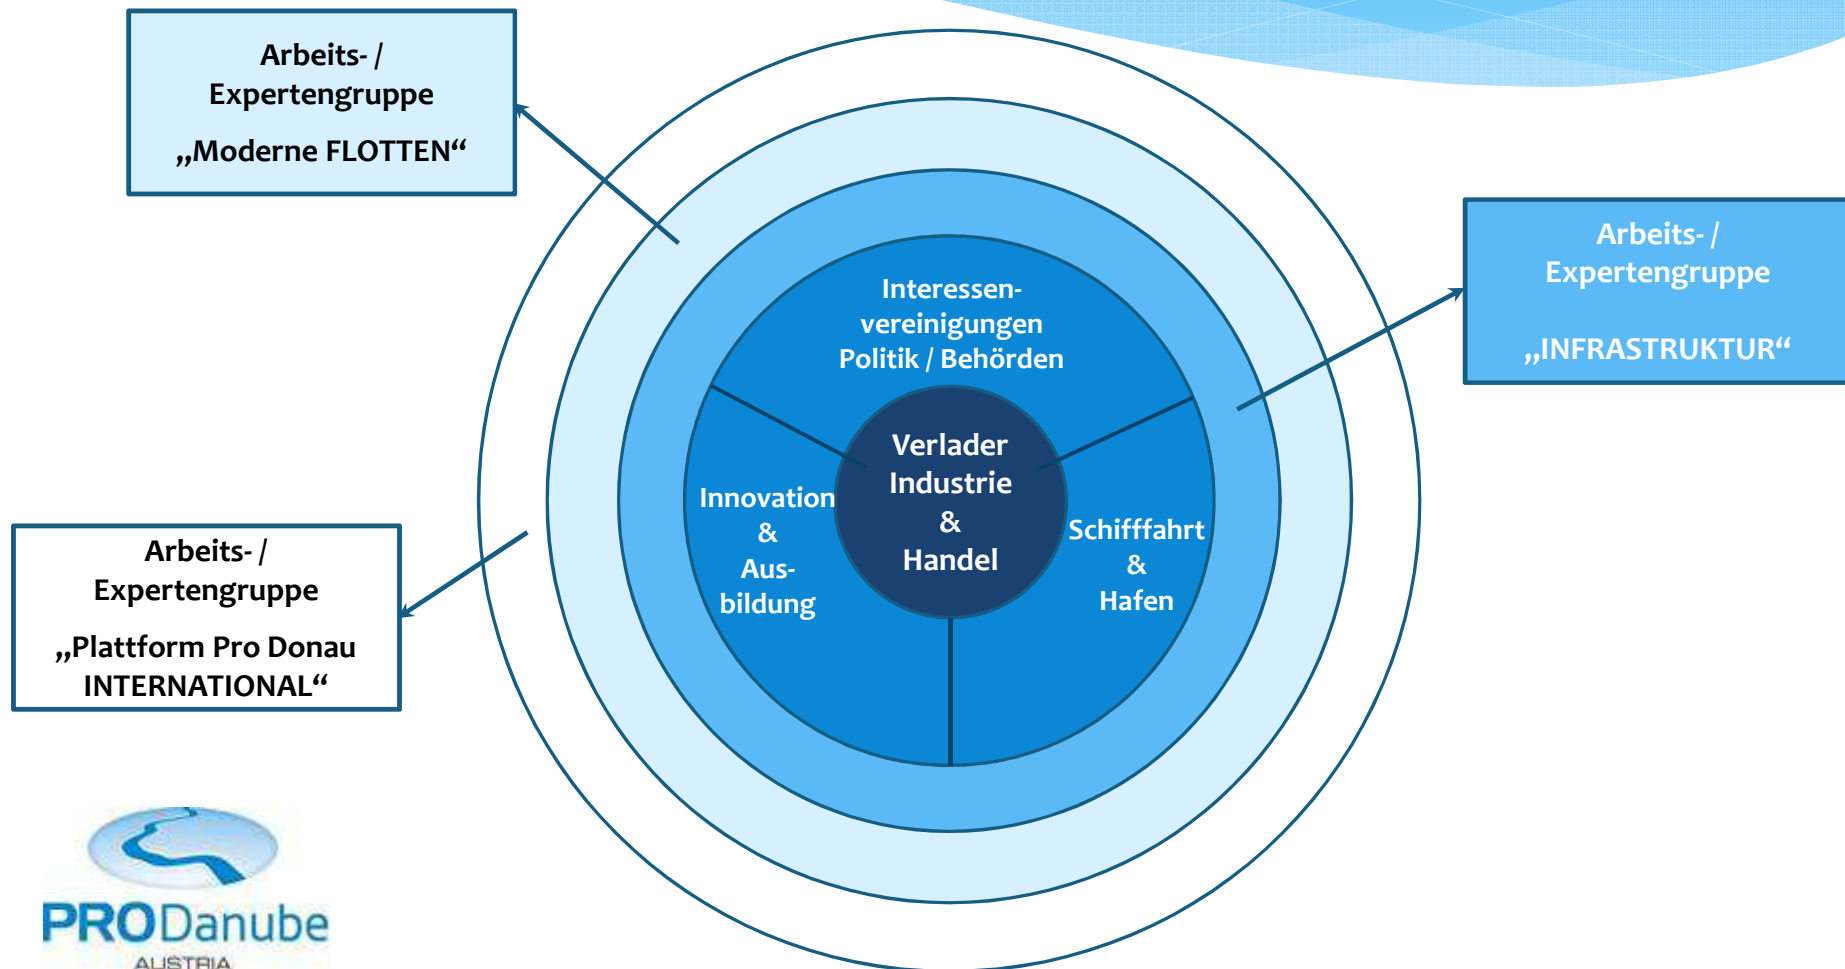 Arbeits- /
Expertengruppe
„Moderne FLOTTEN“
Arbeits- /
Expertengruppe
„INFRASTRUKTUR“
Interessen-
vereinigungen
Politik / Behörden
Verlader
Industrie
&
Handel
Innovation
&
Aus-
bildung
Schifffahrt
&
Hafen
Arbeits- /
Expertengruppe
„Plattform Pro Donau
INTERNATIONAL“
PRODanube
AUSTRIA